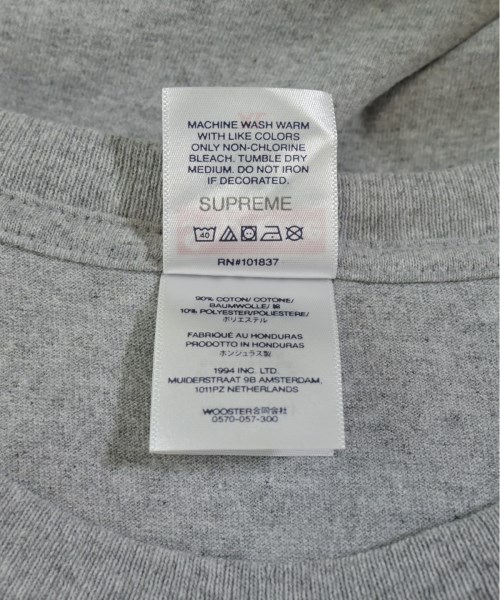 MACHINE WASH WARM
WITH LIKE COLORS
ONLY NON-CHLORINE
BLEACH. TUMBLE DRY
MEDIUM. DO NOT IRON
IF DECORATED.
SUPREME
40
RN#101837
90% COTON/ COTONE/
BAUMWOLLE/ 綿
10% POLYESTER/POLIESTERE/
ポリエステル
FABRIQUÉ AU HONDURAS
PRODOTTO IN HONDURAS
ホンジュラス製
1994 INC. LTD.
MUIDERSTRAAT 9B AMSTERDAM.
1011PZ NETHERLANDS
WOOSTER合同会社
0570-057-300